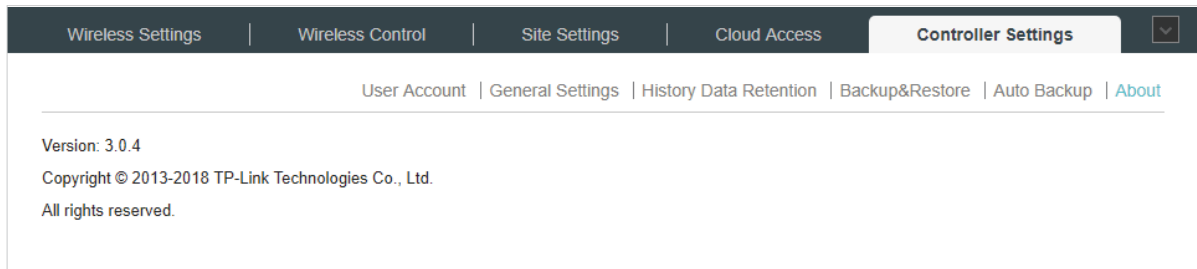 Wireless Settings | Wireless Control | Site Settings | Cloud Access Controller Settings
User Account | General Settings | History Data Retention | Backup&Restore | Auto Backup | About
Version: 3.0.4
Copyright © 2013-2018 TP-Link Technologies Co., Ltd.
All rights reserved.